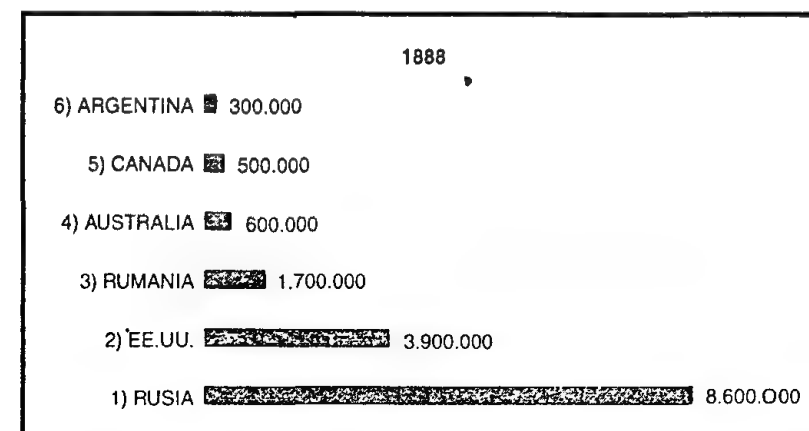 1888
6) ARGENTINA 300.000
5) CANADA 500.000
4) AUSTRALIA 600.000
3) RUMANIA 1.700.000
2) EE.UU. 3.900.000
1) RUSIA 8.600.000